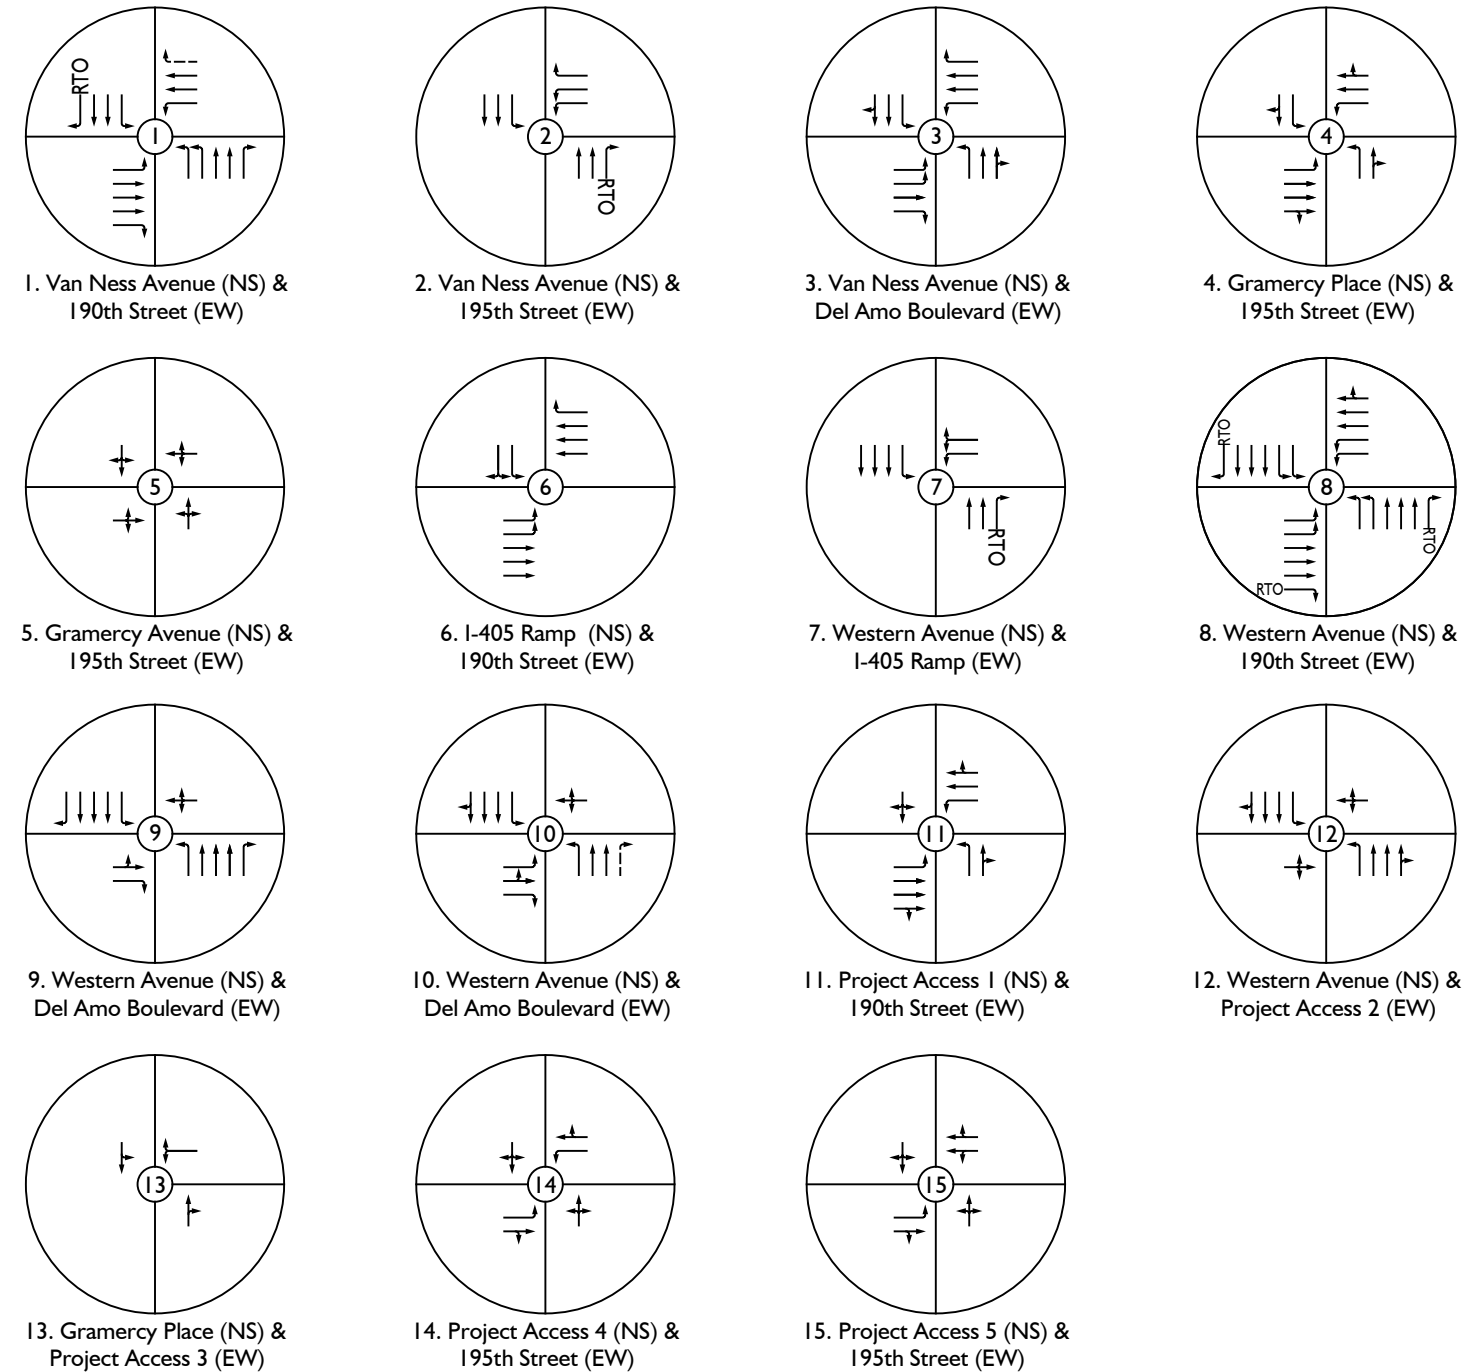 RTO
1
2
RTO
3
4
1. Van Ness Avenue (NS) &
190th Street (EW)
2. Van Ness Avenue (NS) &
195th Street (EW)
3. Van Ness Avenue (NS) &
Del Amo Boulevard (EW)
4. Gramercy Place (NS) &
195th Street (EW)
5
6
7
RTO
RTO
8
RTO
RTO
5. Gramercy Avenue (NS) &
195th Street (EW)
6. I-405 Ramp (NS) &
190th Street (EW)
7. Western Avenue (NS) &
I-405 Ramp (EW)
8. Western Avenue (NS) &
190th Street (EW)
9
10
11
12
9. Western Avenue (NS) &
Del Amo Boulevard (EW)
10. Western Avenue (NS) &
Del Amo Boulevard (EW)
11. Project Access 1 (NS) &
190th Street (EW)
12. Western Avenue (NS) &
Project Access 2 (EW)
13
14
15
13. Gramercy Place (NS) &
Project Access 3 (EW)
14. Project Access 4 (NS) &
195th Street (EW)
15. Project Access 5 (NS) &
195th Street (EW)